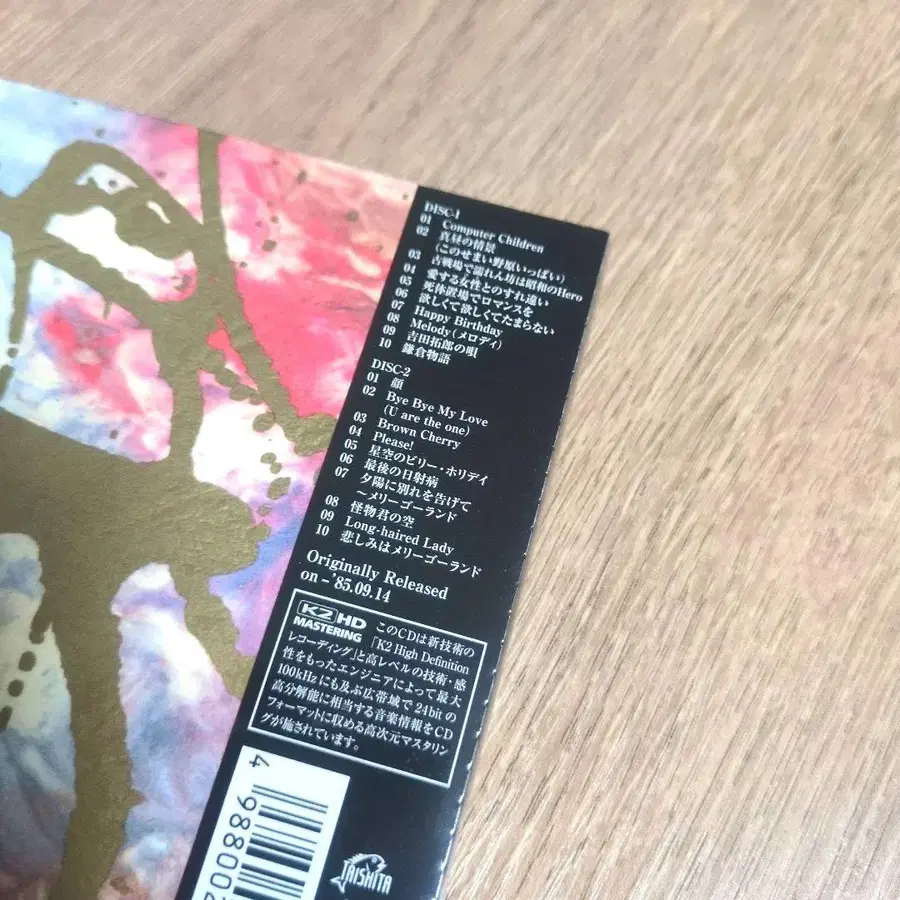 DISC-1
01 Computer Children
02 真昼の情景
(このせまい野原いっぱい)
03 古戦場で濡れん坊は昭和のHero
04 愛する女性とのすれ違い
05 死体置場でロマンスを
06 欲しくて欲しくてたまらない
07 Happy Birthday
08 Melody(メロディ)
09 吉田拓郎の唄
10 鎌倉物語
DISC-2
01 顔
02 Bye Bye My Love
(U are the one)
03 Brown Cherry
04 Please!
05 星空のビリー・ホリデイ
06 最後の日射病
07 夕陽に別れを告げて
~メリーゴーランド
08 怪物君の空
09 Long-haired Lady
10 悲しみはメリーゴーランド
Originally Released
on -'85.09.14
K2 HD
MASTERING
このCDは新技術の
「K2 High Definition
レコーディング」と高レベルの技術・感
性をもったエンジニアによって最大
100kHzにも及ぶ広帯域で24bitの
高分解能に相当する音楽情報をCD
フォーマットに収める高次元マスタリン
グが施されています。
4 988002
TAISHITA